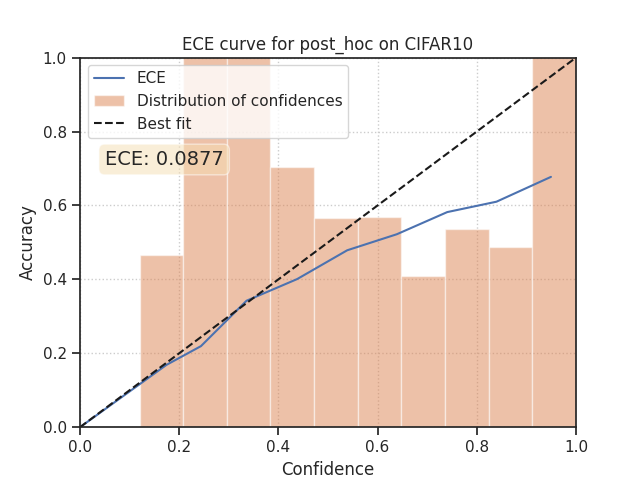 ECE curve for post_hoc on CIFAR10
1.0
0.8
0.6
0.4
0.2
0.0
Accuracy
ECE
Distribution of confidences
Best fit
ECE: 0.0877
0.0 0.2 0.4 0.6 0.8 1.0
Confidence